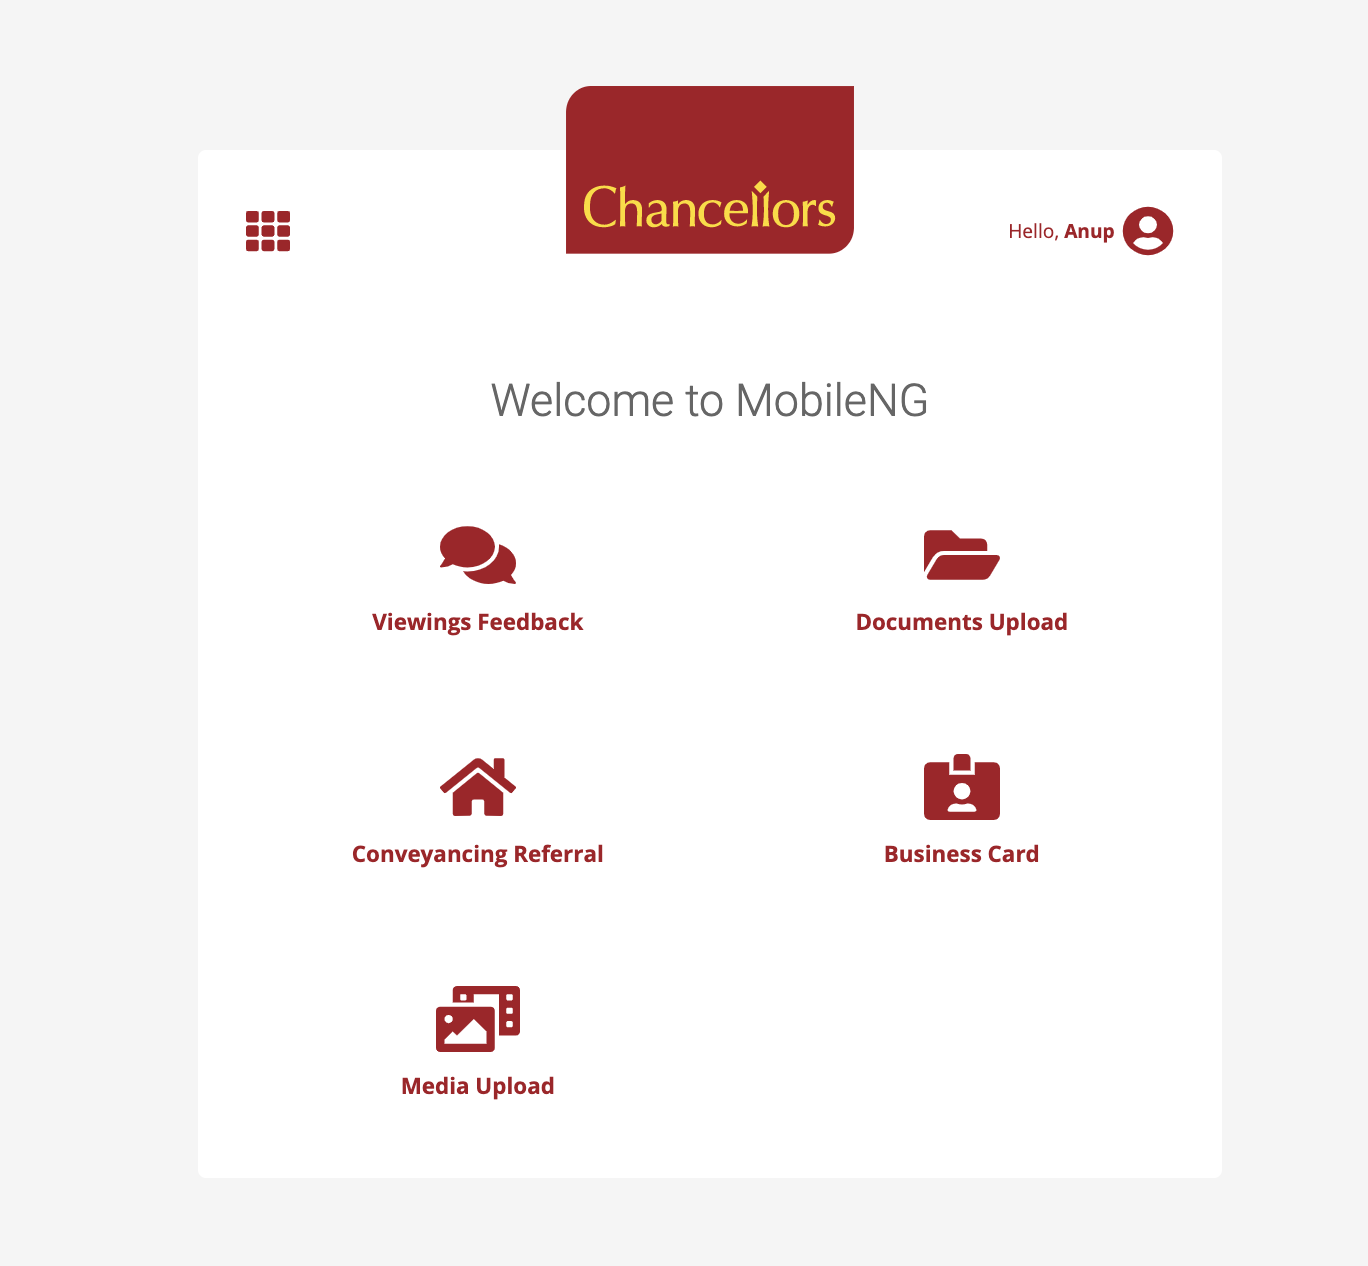 Chancellors
Hello, Anup
Welcome to MobileNG
Viewings Feedback
Documents Upload
Conveyancing Referral
Business Card
Media Upload